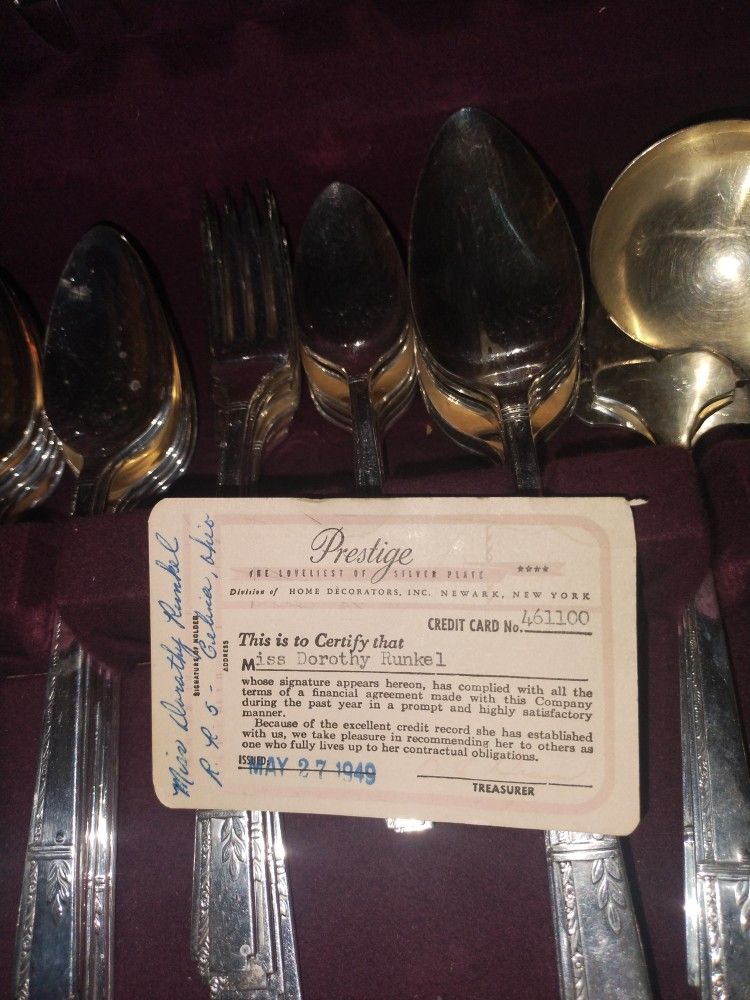 Prestige
THE LOVELIEST OF SILVER PLATE ****
Division of HOME DECORATORS, INC. NEWARK, NEW YORK
CREDIT CARD No. 461100
This is to Certify that
Miss Dorothy Runkel
whose signature appears hereon, has complied with all the
terms of a financial agreement made with this Company
during the past year in a prompt and highly satisfactory
manner.
Because of the excellent credit record she has established
with us, we take pleasure in recommending her to others as
one who fully lives up to her contractual obligations.
ISSUED: MAY 27 1949
TREASURER
Miss Dorothy Runkel
SIGNATURE OF HOLDER
R R 5 - Celina, Ohio
ADDRESS